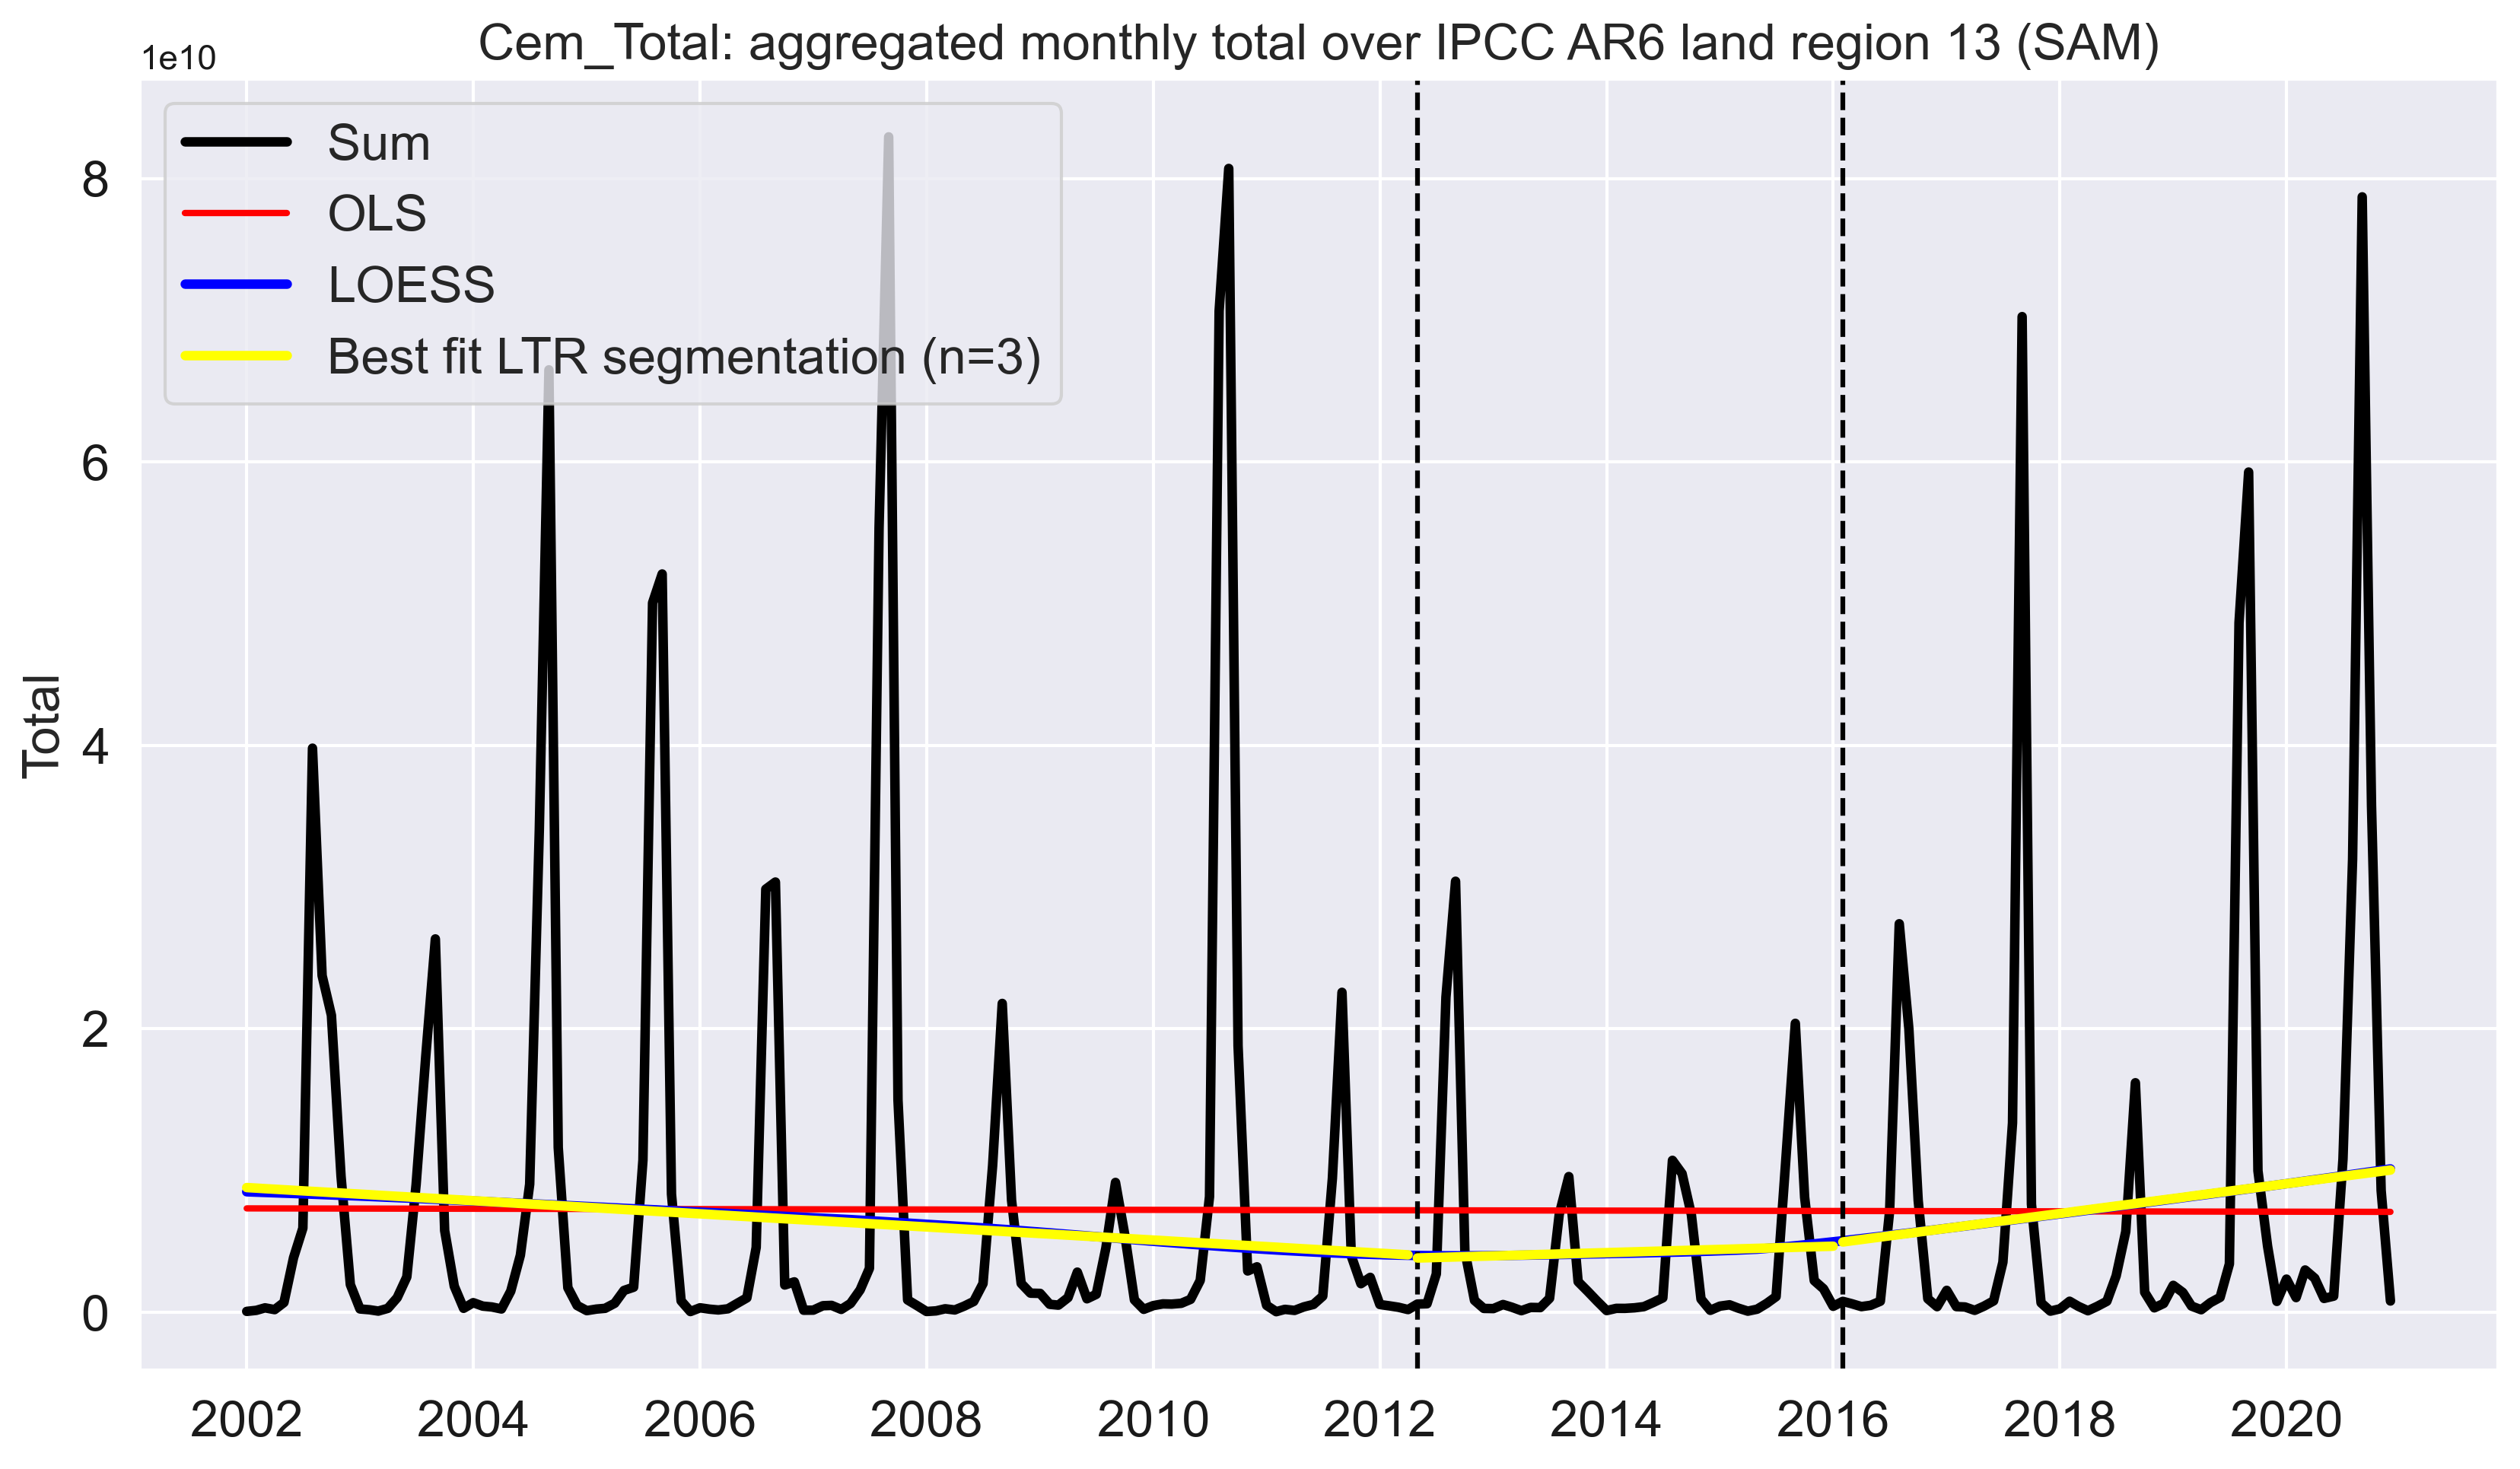 Cem_Total: aggregated monthly total over IPCC AR6 land region 13 (SAM)
1e10
Sum
OLS
LOESS
Best fit LTR segmentation (n=3)
8
6
4
2
0
Total
2002 2004 2006 2008 2010 2012 2014 2016 2018 2020